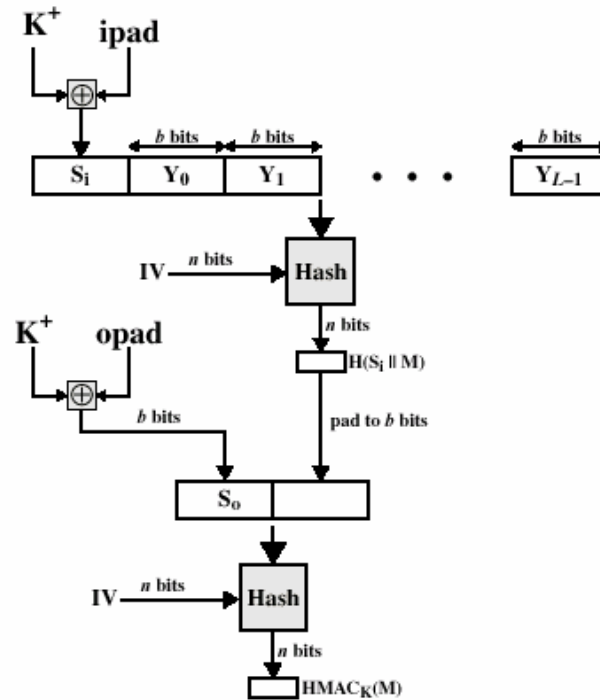 K+ ipad
⊕
b bits b bits b bits
Si Y0 Y1 • • • YL–1
IV n bits Hash
n bits
K+ opad
H(Si || M)
⊕
b bits pad to b bits
So
IV n bits Hash
n bits
HMACK(M)